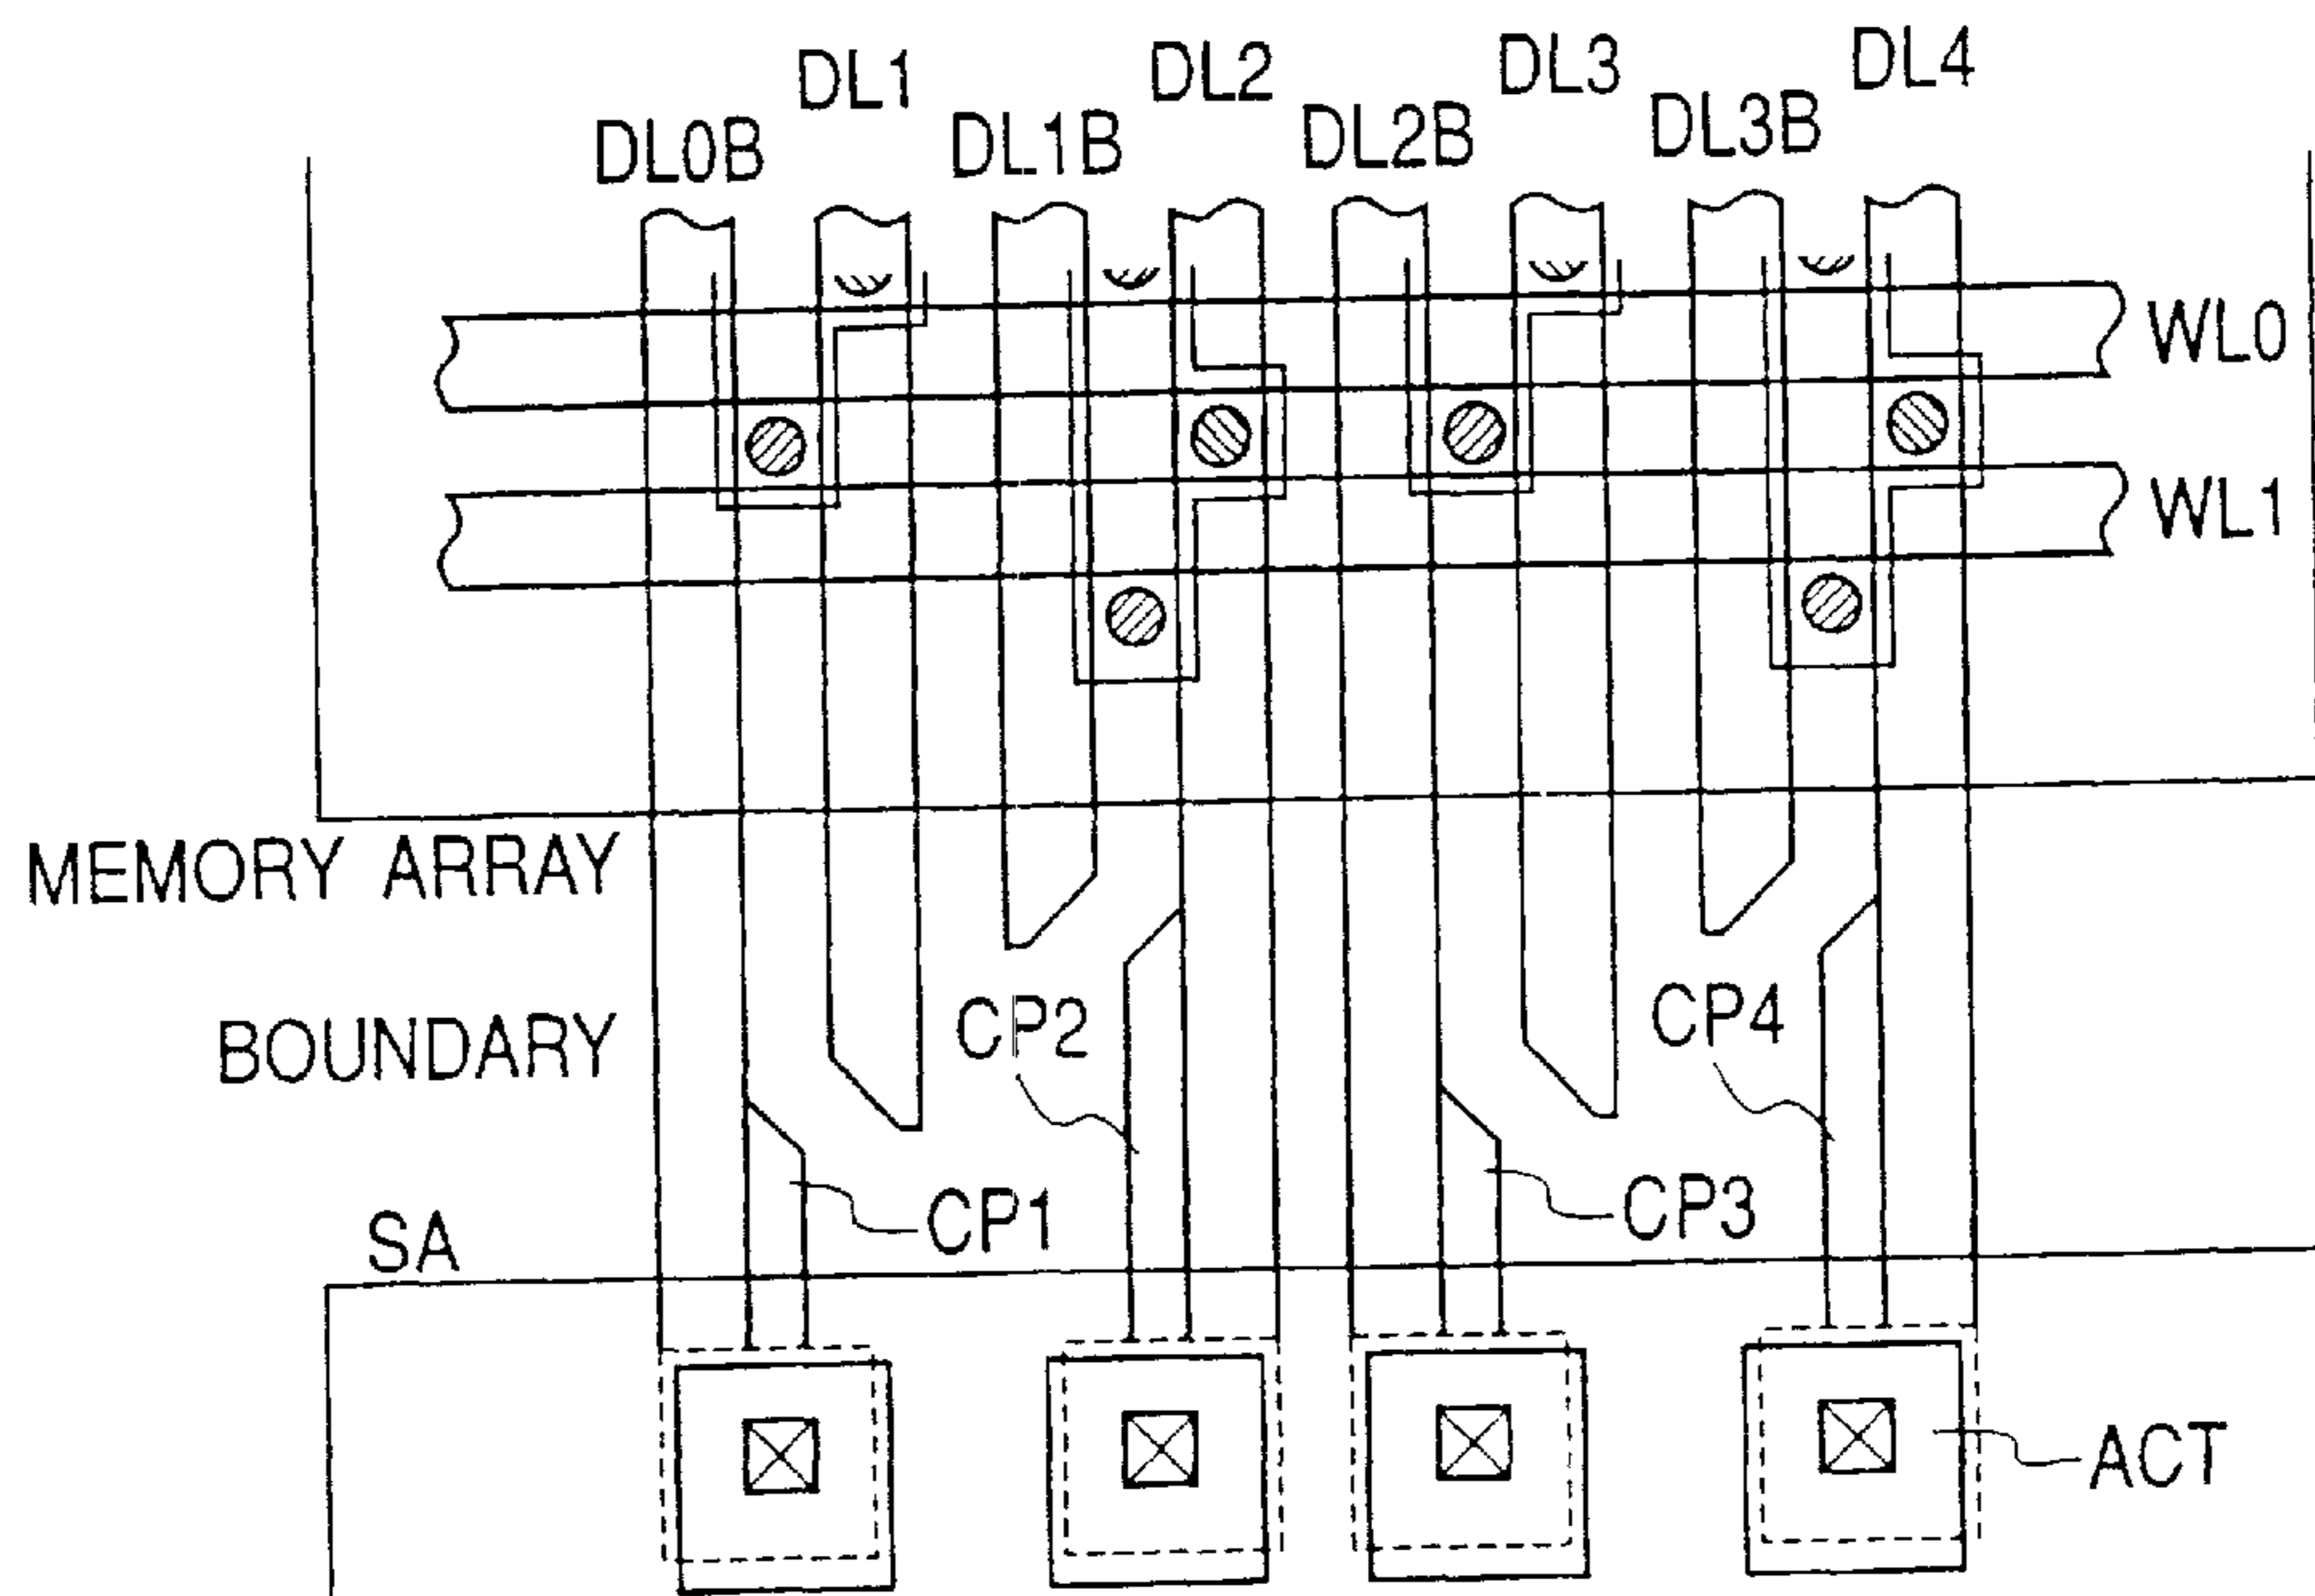 DL1 DL2 DL3 DL4
DL0B DL1B DL2B DL3B
WL0
WL1
MEMORY ARRAY
BOUNDARY
CP2 CP4
CP1 CP3
SA
ACT